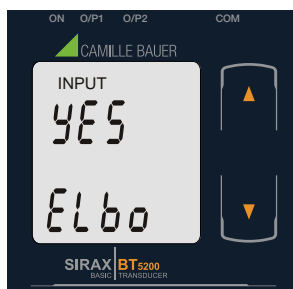 ON O/P1 O/P2 COM
CAMILLE BAUER
INPUT
YES
ELbo
SIRAX BT5200
BASIC TRANSDUCER